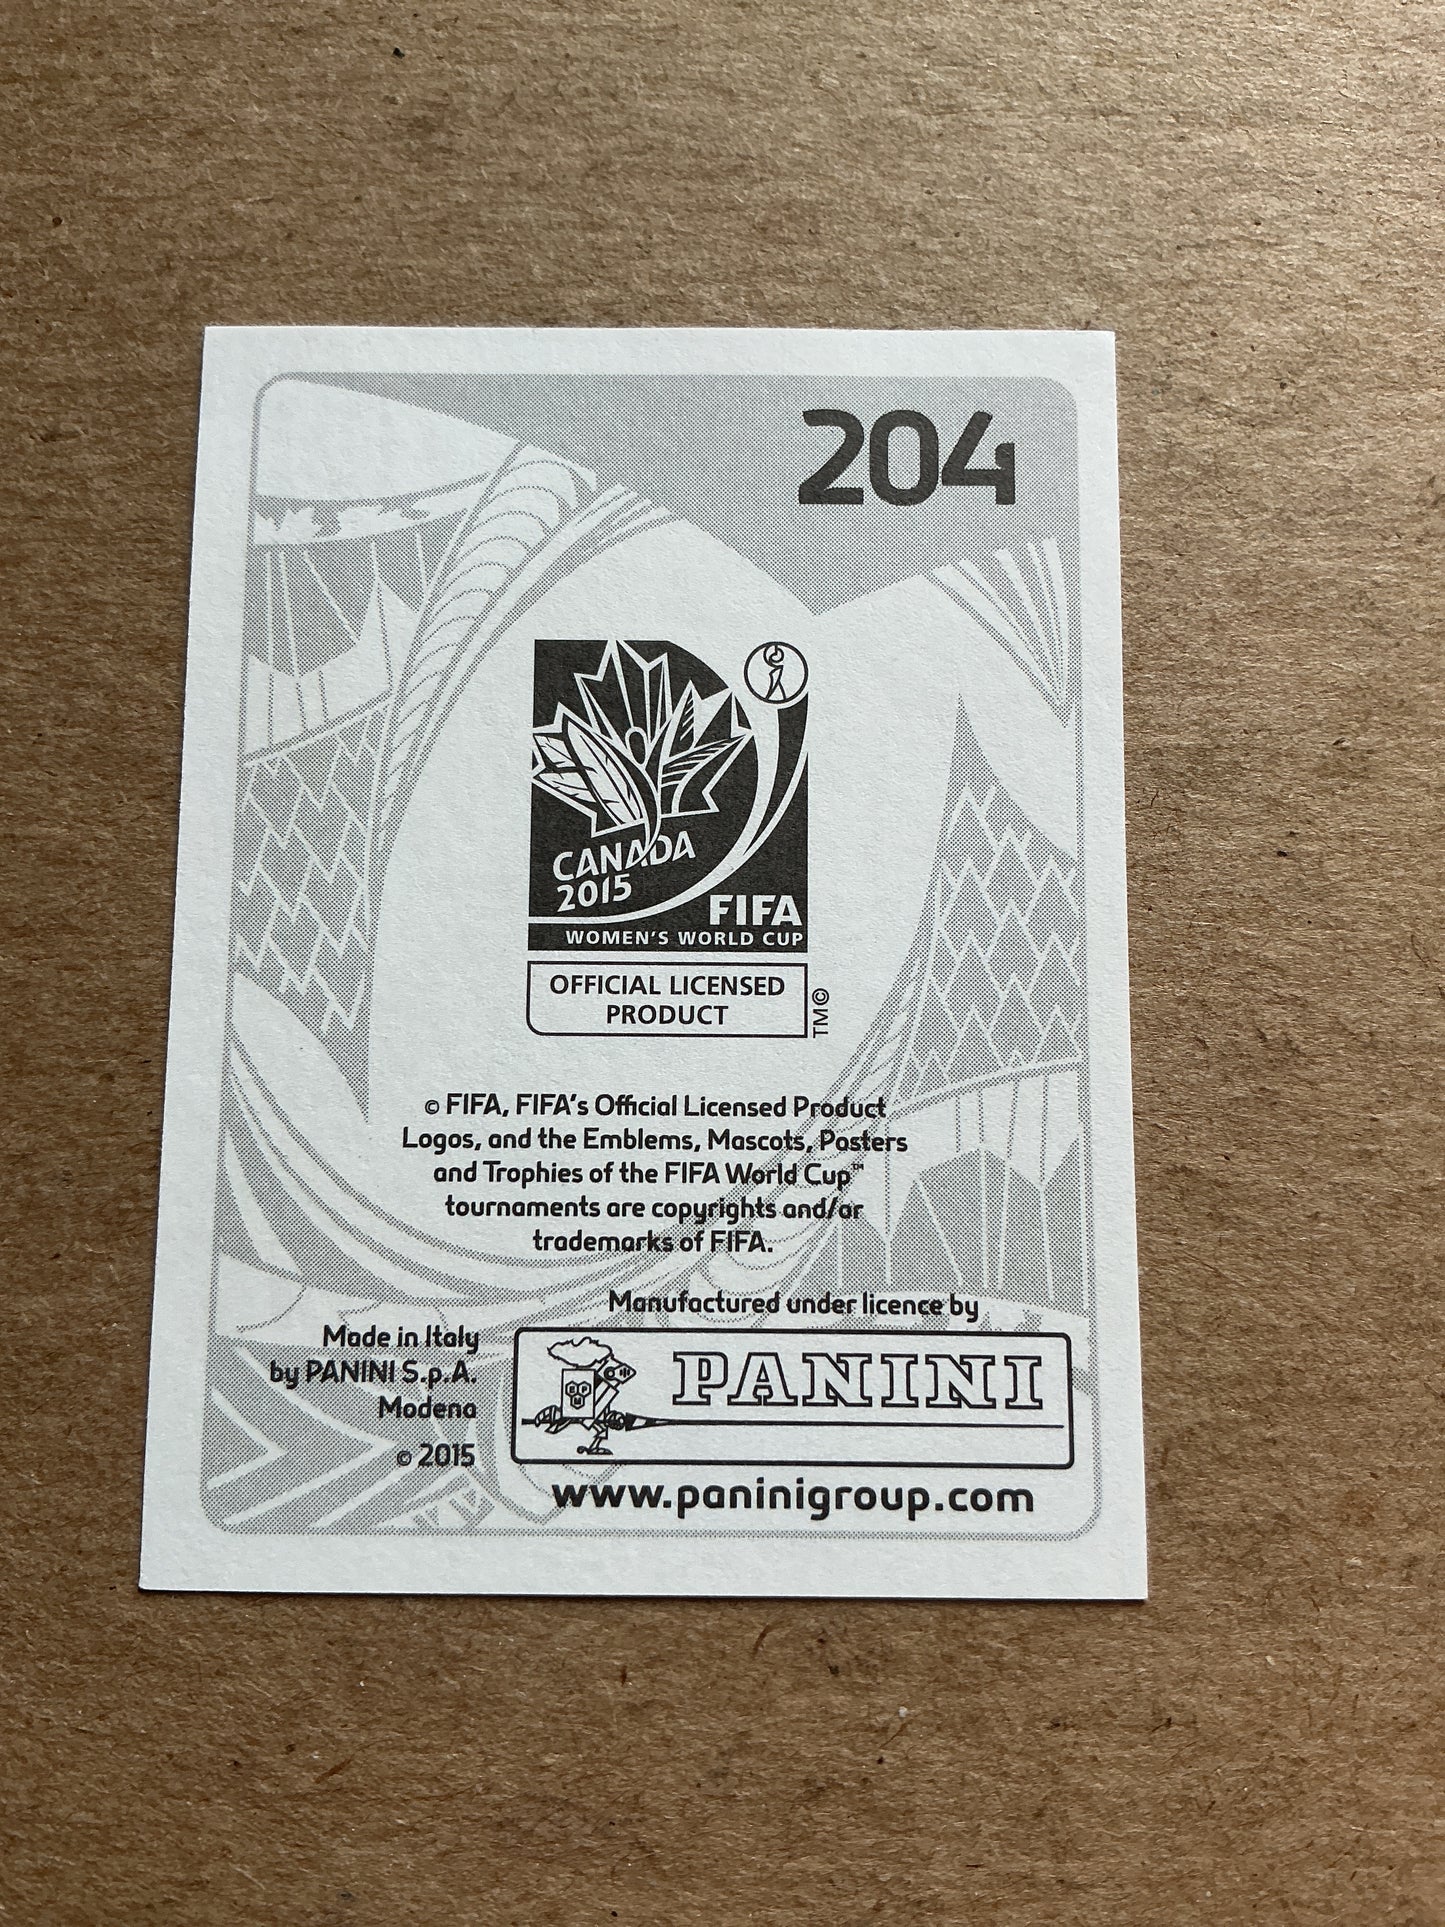 204
CANADA
2015
FIFA
WOMEN'S WORLD CUP
OFFICIAL LICENSED
PRODUCT
TM©
© FIFA, FIFA's Official Licensed Product
Logos, and the Emblems, Mascots, Posters
and Trophies of the FIFA World Cup™
tournaments are copyrights and/or
trademarks of FIFA.
Manufactured under licence by
Made in Italy
by PANINI S.p.A.
Modena
© 2015
PANINI
www.paninigroup.com